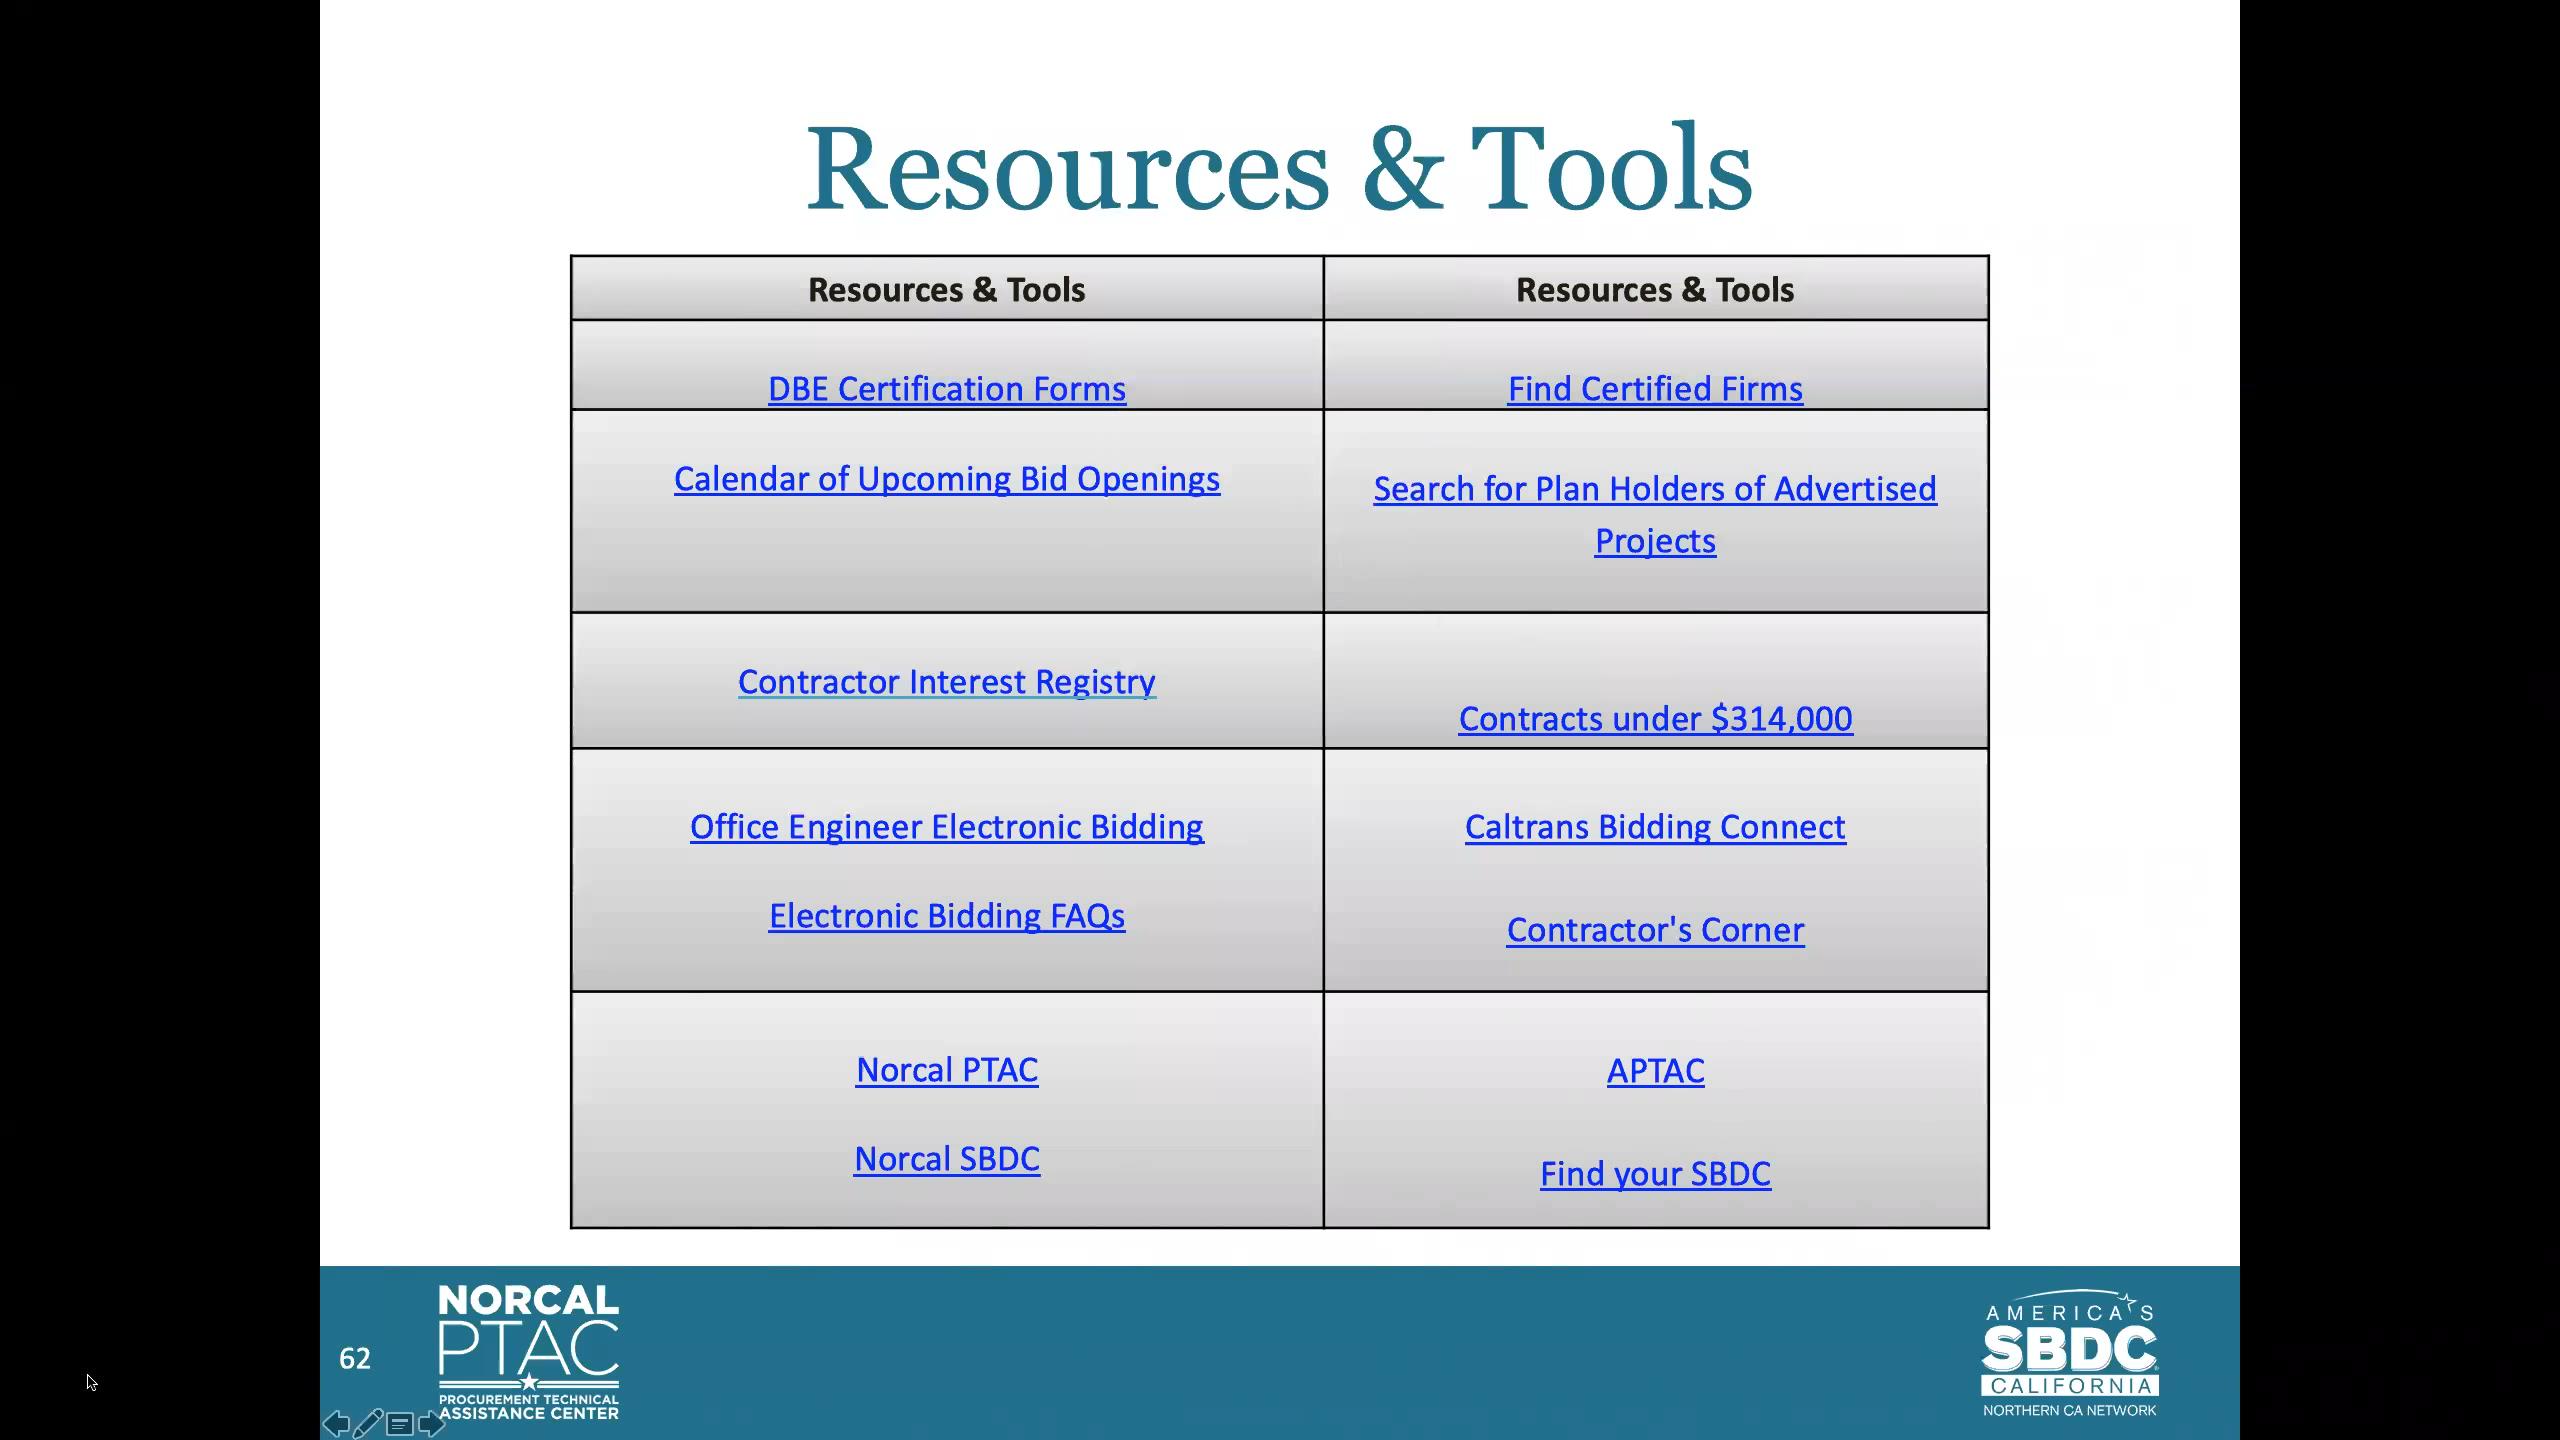 Resources & Tools
Resources & Tools
Resources & Tools
DBE Certification Forms
Find Certified Firms
Calendar of Upcoming Bid Openings
Search for Plan Holders of Advertised
Projects
Contractor Interest Registry
Contracts under $314,000
Office Engineer Electronic Bidding
Electronic Bidding FAQs
Caltrans Bidding Connect
Contractor's Corner
Norcal PTAC
Norcal SBDC
APTAC
Find your SBDC
62
NORCAL
PTAC
PROCUREMENT TECHNICAL
ASSISTANCE CENTER
AMERICA'S
SBDC
CALIFORNIA
NORTHERN CA NETWORK